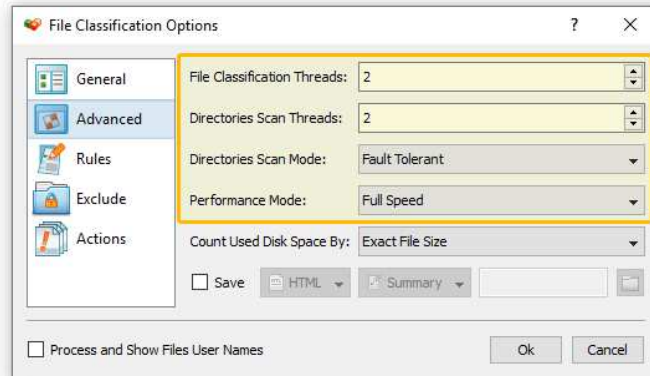 File Classification Options
?
General
Advanced
Rules
Exclude
Actions
File Classification Threads: 2
Directories Scan Threads: 2
Directories Scan Mode: Fault Tolerant
Performance Mode: Full Speed
Count Used Disk Space By: Exact File Size
Save HTML Summary
Process and Show Files User Names
Ok Cancel